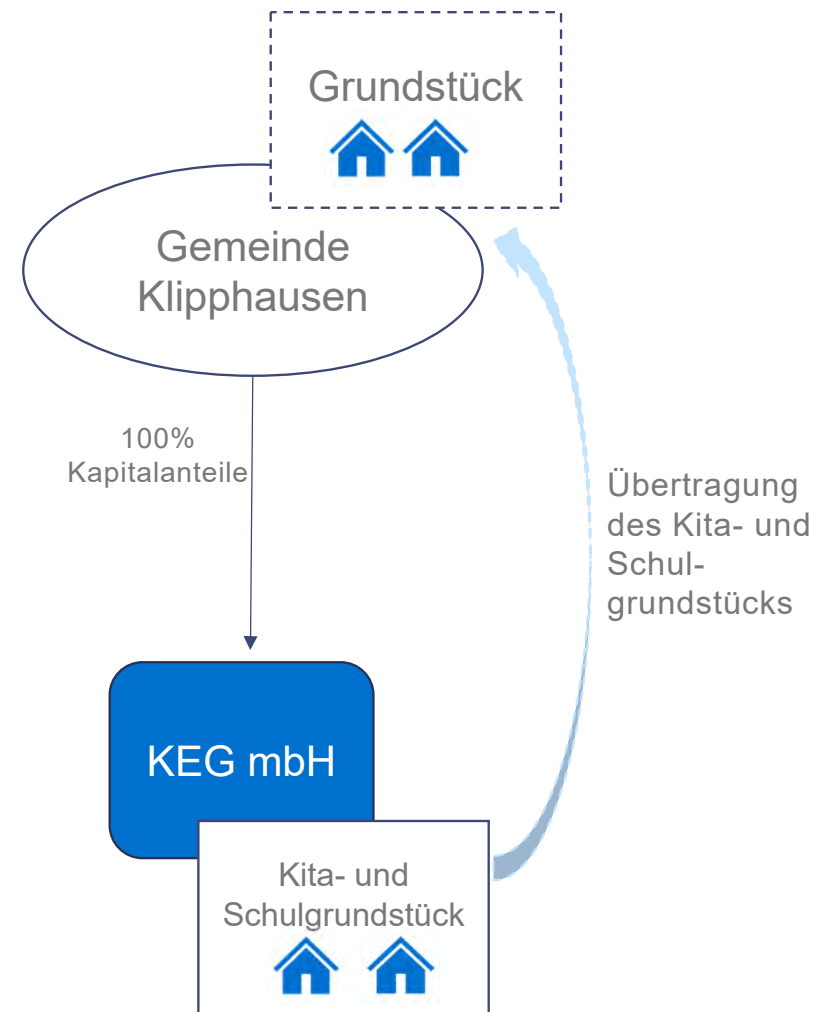 Grundstück
Gemeinde
Klipphausen
100%
Kapitalanteile
Übertragung
des Kita- und
Schul-
grundstücks
KEG mbH
Kita- und
Schulgrundstück